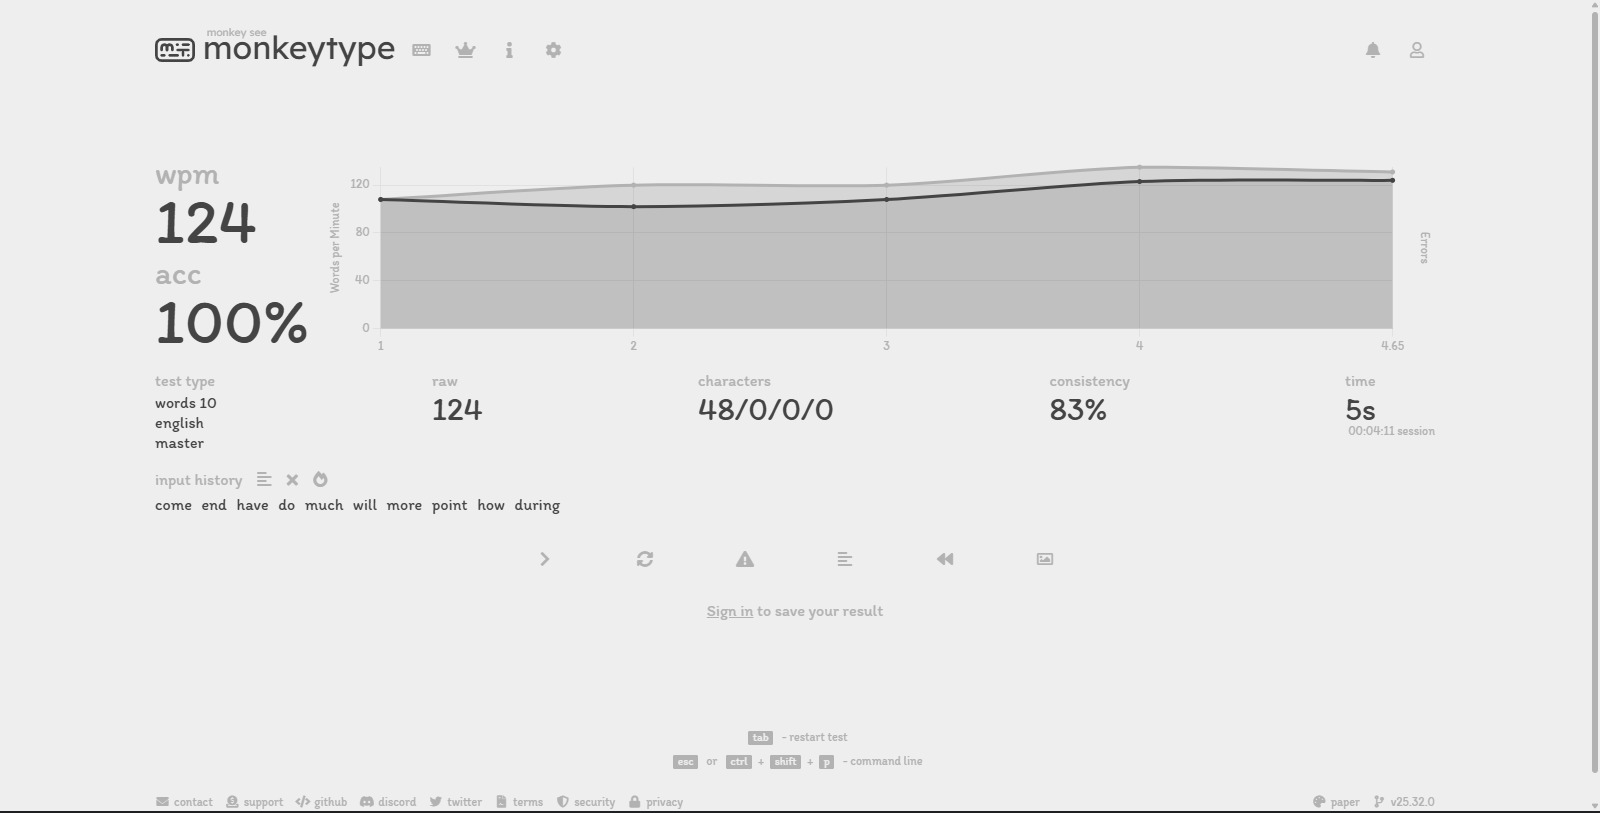 monkey see
monkeytype
wpm
124
acc
100%
Words per Minute
120
80
40
0
1 2 3 4 4.65
Errors
test type
words 10
english
master
raw
124
characters
48/0/0/0
consistency
83%
time
5s
00:04:11 session
input history
come end have do much will more point how during
Sign in to save your result
tab - restart test
esc or ctrl + shift + p - command line
contact support github discord twitter terms security privacy paper v25.32.0